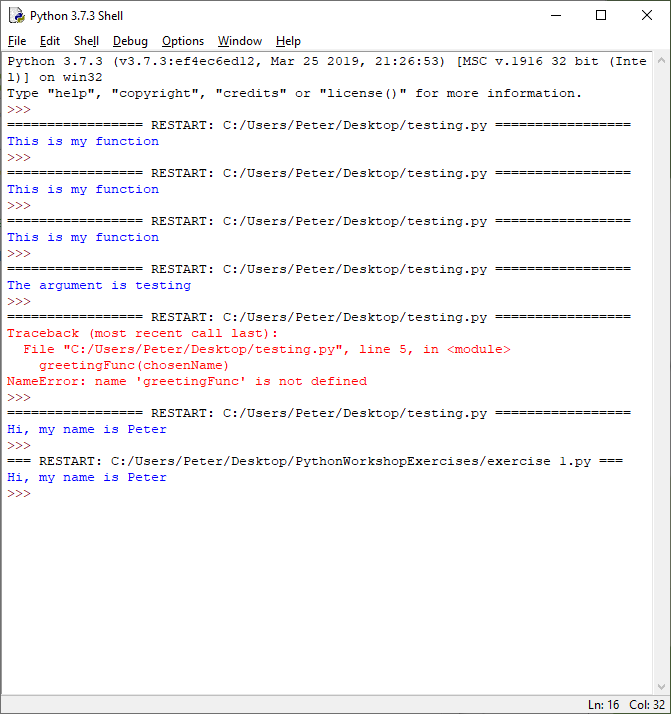 Python 3.7.3 Shell
File Edit Shell Debug Options Window Help
Python 3.7.3 (v3.7.3:ef4ec6ed12, Mar 25 2019, 21:26:53) [MSC v.1916 32 bit (Inte
l)] on win32
Type "help", "copyright", "credits" or "license()" for more information.
>>>
================= RESTART: C:/Users/Peter/Desktop/testing.py =================
This is my function
>>>
================= RESTART: C:/Users/Peter/Desktop/testing.py =================
This is my function
>>>
================= RESTART: C:/Users/Peter/Desktop/testing.py =================
This is my function
>>>
================= RESTART: C:/Users/Peter/Desktop/testing.py =================
The argument is testing
>>>
================= RESTART: C:/Users/Peter/Desktop/testing.py =================
Traceback (most recent call last):
  File "C:/Users/Peter/Desktop/testing.py", line 5, in <module>
    greetingFunc(chosenName)
NameError: name 'greetingFunc' is not defined
>>>
================= RESTART: C:/Users/Peter/Desktop/testing.py =================
Hi, my name is Peter
>>>
=== RESTART: C:/Users/Peter/Desktop/PythonWorkshopExercises/exercise 1.py ===
Hi, my name is Peter
>>>
Ln: 16 Col: 32